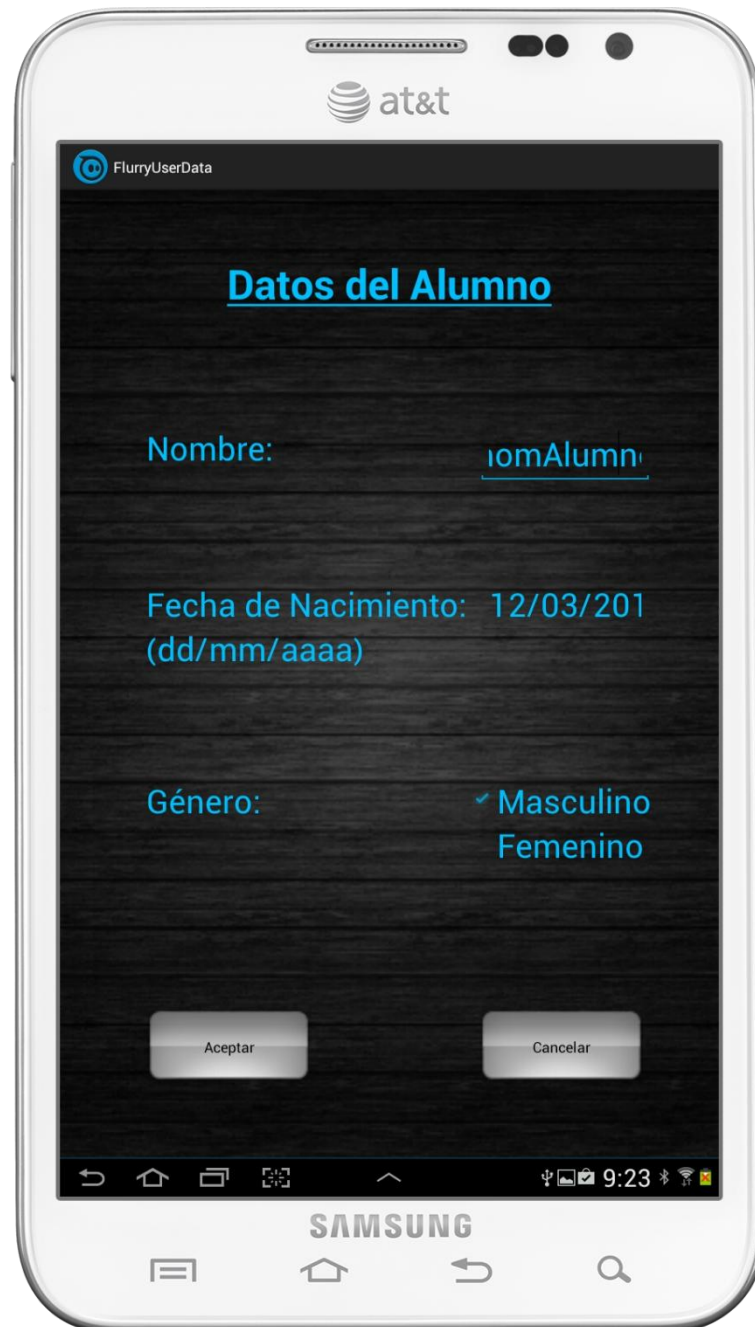 at&t
FlurryUserData
Datos del Alumno
Nombre:
omAlumn
Fecha de Nacimiento: 12/03/201
(dd/mm/aaaa)
Género: Masculino
Femenino
Aceptar Cancelar
9:23
SAMSUNG